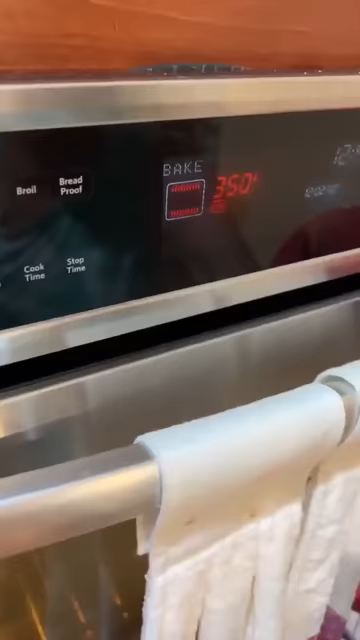 BAKE
350°
Broil
Bread
Proof
Cook
Time
Stop
Time